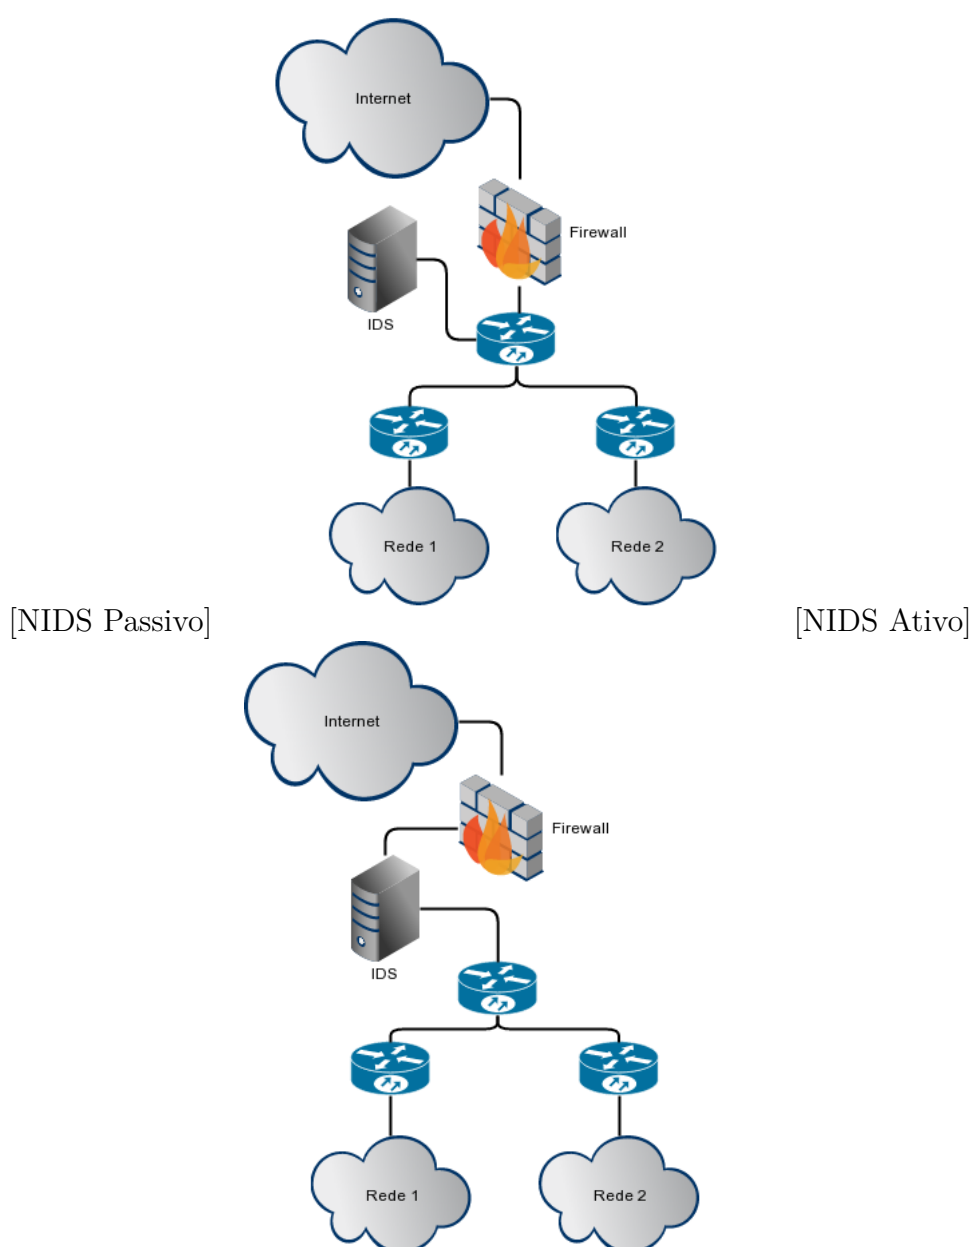 Internet
Firewall
IDS
Rede 1
Rede 2
[NIDS Passivo]
[NIDS Ativo]
Internet
Firewall
IDS
Rede 1
Rede 2